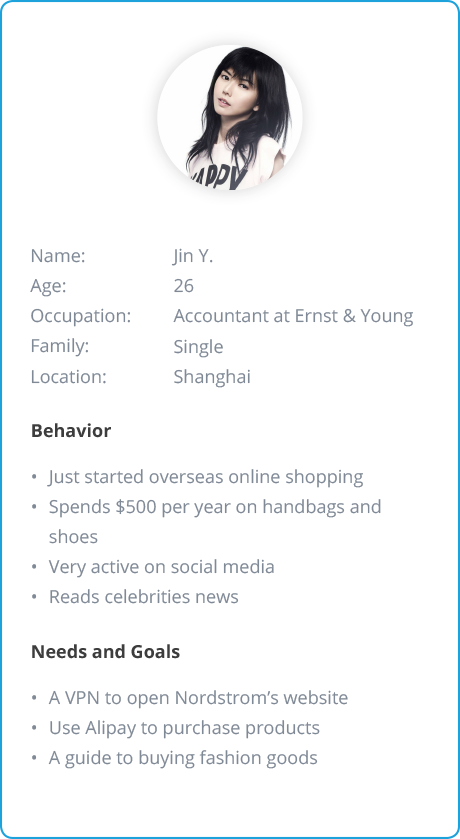 HAPPY
Name: Jin Y.
Age: 26
Occupation: Accountant at Ernst & Young
Family: Single
Location: Shanghai
Behavior
• Just started overseas online shopping
• Spends $500 per year on handbags and
shoes
• Very active on social media
• Reads celebrities news
Needs and Goals
• A VPN to open Nordstrom’s website
• Use Alipay to purchase products
• A guide to buying fashion goods